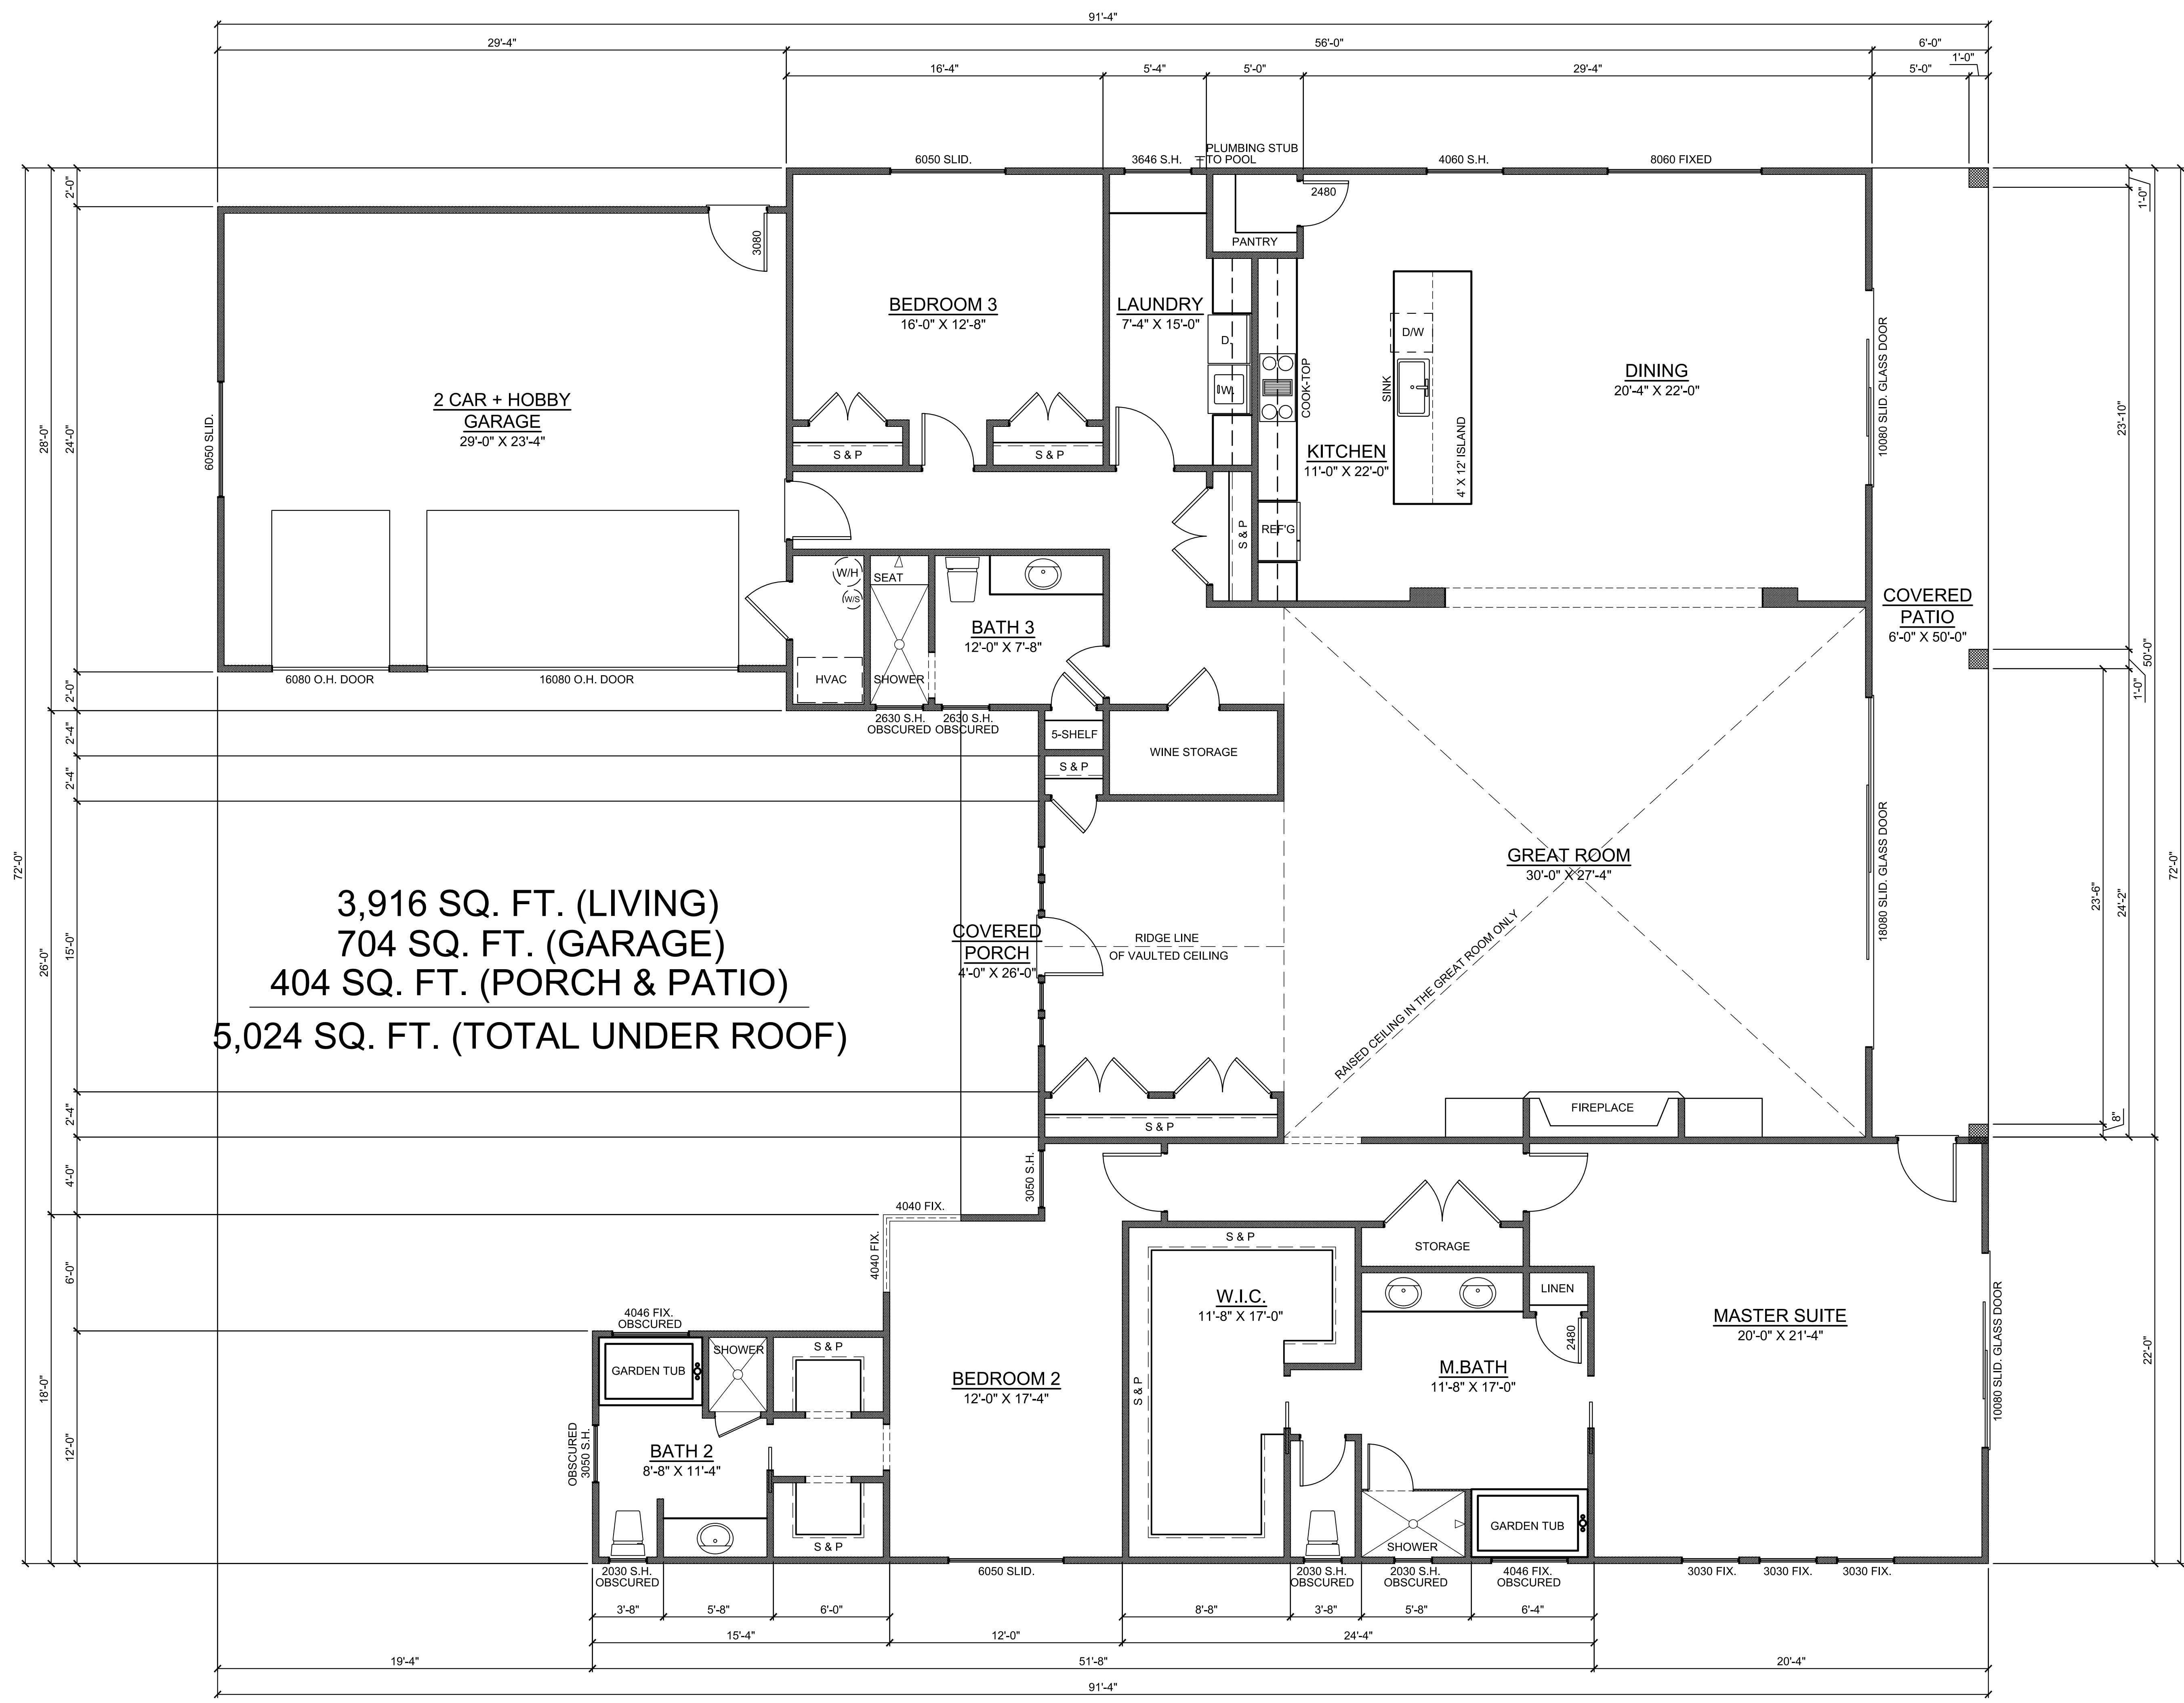 91'-4"
29'-4"
56'-0"
6'-0"
16'-4"
5'-4"
5'-0"
29'-4"
5'-0"
1'-0"
6050 SLID.
3646 S.H.
PLUMBING STUB
TO POOL
4060 S.H.
8060 FIXED
2'-0"
28'-0"
24'-0"
2'-0"
72'-0"
2'-4"
2'-4"
26'-0"
15'-0"
2'-4"
4'-0"
6'-0"
18'-0"
12'-0"
3080
2480
PANTRY
BEDROOM 3
16'-0" X 12'-8"
LAUNDRY
7'-4" X 15'-0"
D.
W.
COOK-TOP
SINK
D/W
4' X 12' ISLAND
KITCHEN
11'-0" X 22'-0"
DINING
20'-4" X 22'-0"
10080 SLID. GLASS DOOR
2 CAR + HOBBY
GARAGE
29'-0" X 23'-4"
6050 SLID.
S & P
S & P
S & P
REF'G
W/H
W/S
SEAT
SHOWER
HVAC
BATH 3
12'-0" X 7'-8"
COVERED
PATIO
6'-0" X 50'-0"
6080 O.H. DOOR
16080 O.H. DOOR
2630 S.H.
OBSCURED
2630 S.H.
OBSCURED
5-SHELF
S & P
WINE STORAGE
1'-0"
23'-10"
50'-0"
1'-0"
23'-6"
24'-2"
8"
72'-0"
22'-0"
GREAT ROOM
30'-0" X 27'-4"
18080 SLID. GLASS DOOR
3,916 SQ. FT. (LIVING)
704 SQ. FT. (GARAGE)
404 SQ. FT. (PORCH & PATIO)
5,024 SQ. FT. (TOTAL UNDER ROOF)
COVERED
PORCH
4'-0" X 26'-0"
RIDGE LINE
OF VAULTED CEILING
RAISED CEILING IN THE GREAT ROOM ONLY
FIREPLACE
S & P
3050 S.H.
4040 FIX.
4040 FIX.
S & P
STORAGE
LINEN
W.I.C.
11'-8" X 17'-0"
S & P
2480
MASTER SUITE
20'-0" X 21'-4"
10080 SLID. GLASS DOOR
4046 FIX.
OBSCURED
GARDEN TUB
SHOWER
S & P
BEDROOM 2
12'-0" X 17'-4"
M.BATH
11'-8" X 17'-0"
OBSCURED
3050 S.H.
BATH 2
8'-8" X 11'-4"
S & P
SHOWER
GARDEN TUB
2030 S.H.
OBSCURED
6050 SLID.
2030 S.H.
OBSCURED
2030 S.H.
OBSCURED
4046 FIX.
OBSCURED
3030 FIX.
3030 FIX.
3030 FIX.
3'-8"
5'-8"
6'-0"
8'-8"
3'-8"
5'-8"
6'-4"
15'-4"
12'-0"
24'-4"
19'-4"
51'-8"
20'-4"
91'-4"